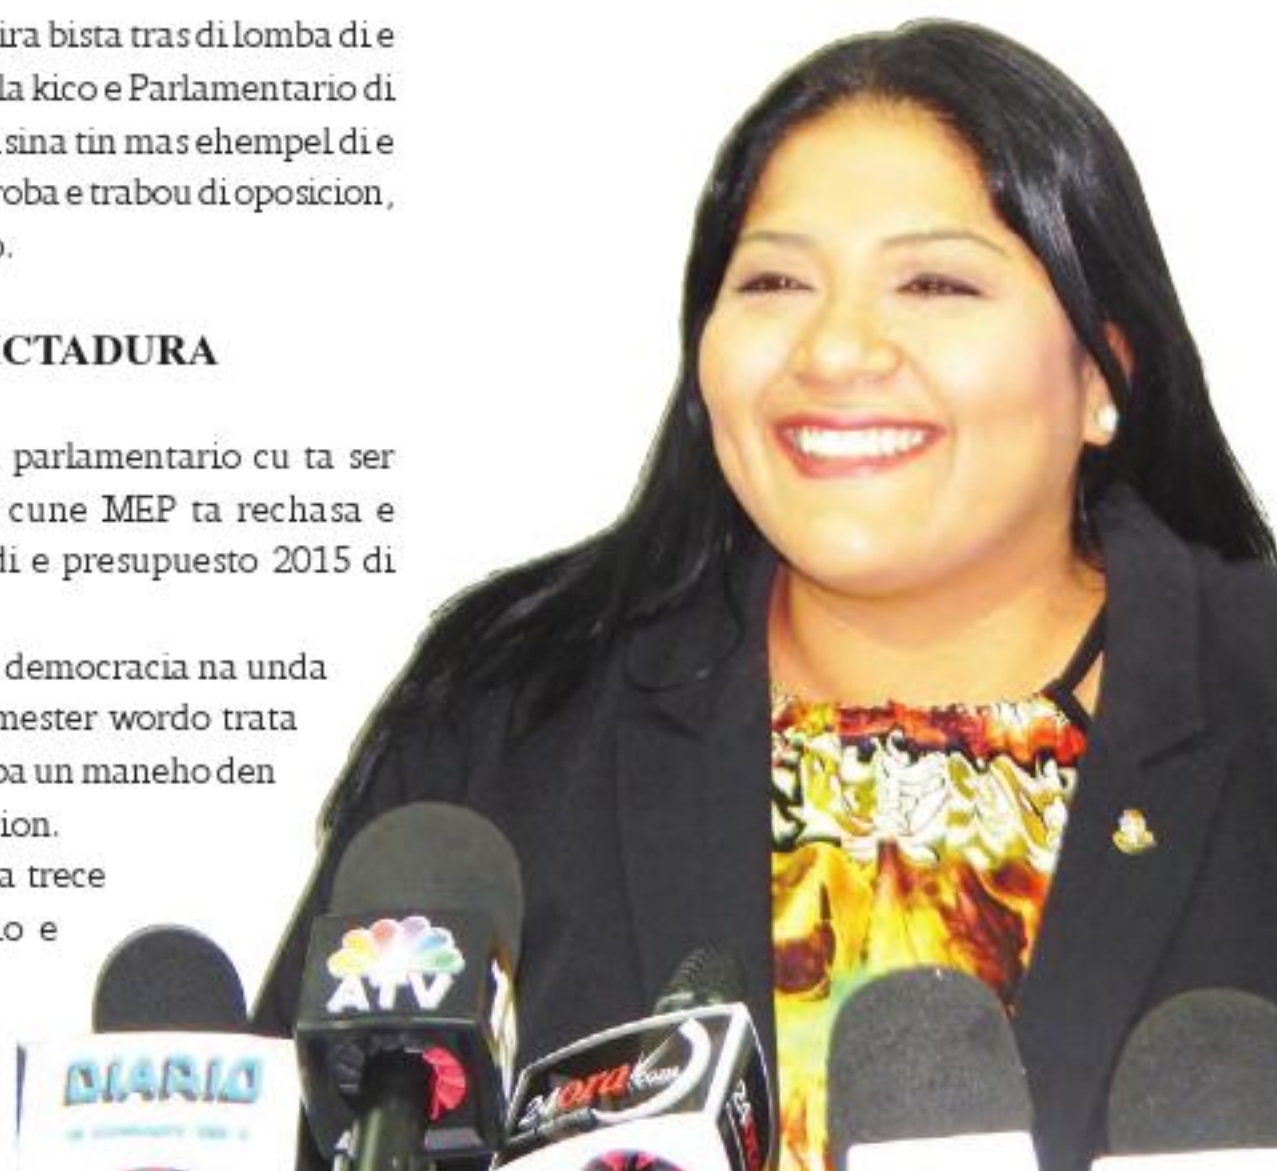 ira bista tras di lomba di e
la kico e Parlamentario di
sina tin mas ehempel di e
roba e trabou di oposicion,
o.
CTADURA
parlamentario cu ta ser
cune MEP ta rechasa e
di e presupuesto 2015 di
democracia na unda
mester wordo trata
ba un maneho den
ion.
a trece
lo e
ATV
DIARIO
24ora.com